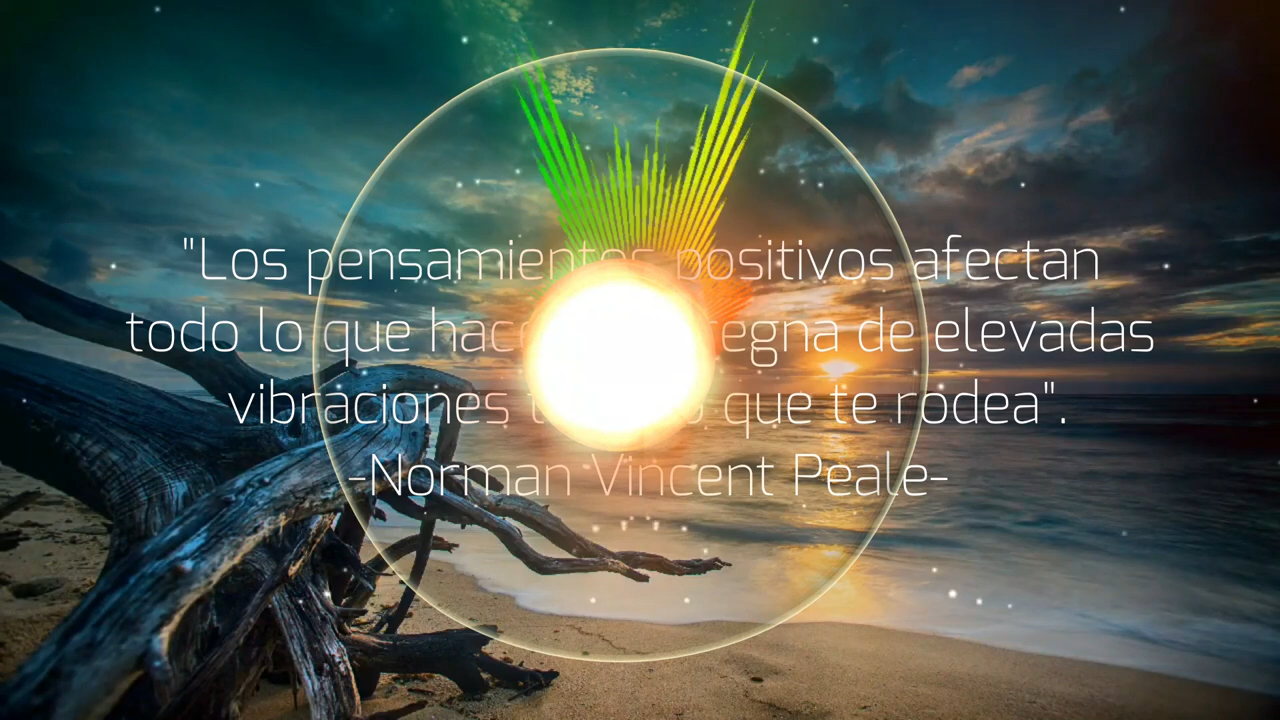 "Los pensamientos positivos afectan
todo lo que de elevadas
vibraciones que te rodea".
-Norman Vincent Peale-